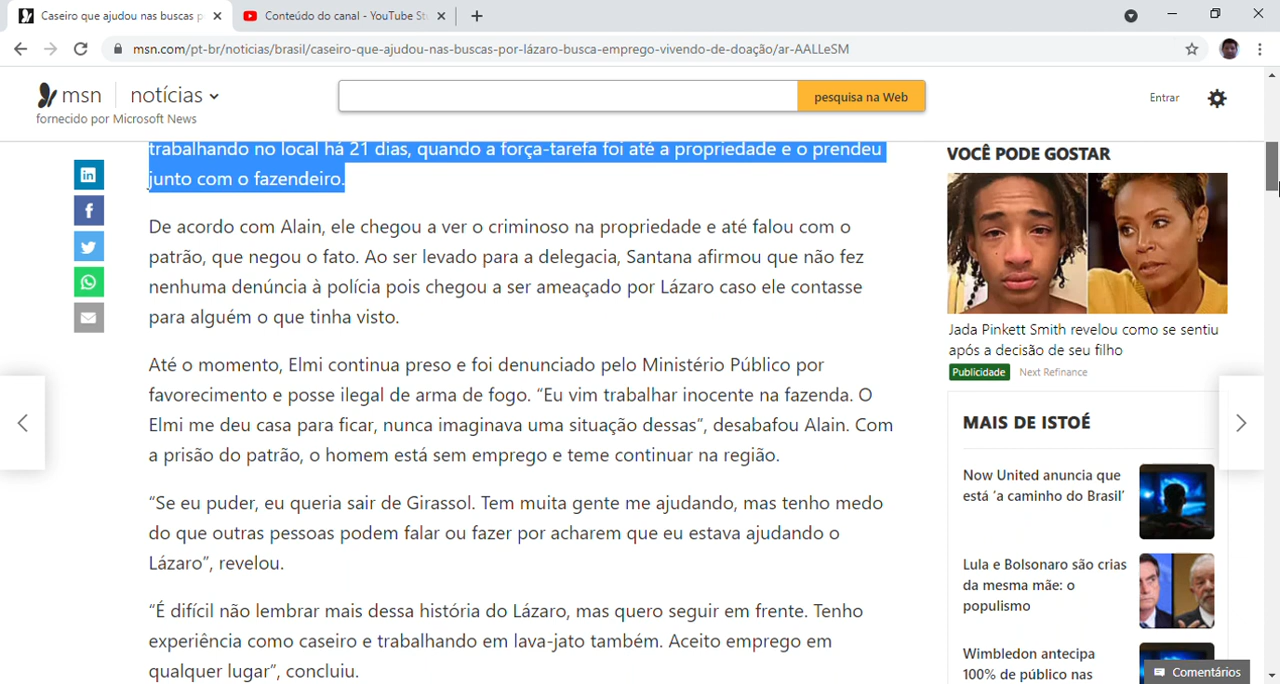 Caseiro que ajudou nas buscas p
Conteúdo do canal - YouTube St
msn.com/pt-br/noticias/brasil/caseiro-que-ajudou-nas-buscas-por-lázaro-busca-emprego-vivendo-de-doação/ar-AALLeSM
msn
notícias
fornecido por Microsoft News
pesquisa na Web
Entrar
trabalhando no local há 21 dias, quando a força-tarefa foi até a propriedade e o prendeu
junto com o fazendeiro.
De acordo com Alain, ele chegou a ver o criminoso na propriedade e até falou com o
patrão, que negou o fato. Ao ser levado para a delegacia, Santana afirmou que não fez
nenhuma denúncia à polícia pois chegou a ser ameaçado por Lázaro caso ele contasse
para alguém o que tinha visto.
Até o momento, Elmi continua preso e foi denunciado pelo Ministério Público por
favorecimento e posse ilegal de arma de fogo. “Eu vim trabalhar inocente na fazenda. O
Elmi me deu casa para ficar, nunca imaginava uma situação dessas”, desabafou Alain. Com
a prisão do patrão, o homem está sem emprego e teme continuar na região.
“Se eu puder, eu queria sair de Girassol. Tem muita gente me ajudando, mas tenho medo
do que outras pessoas podem falar ou fazer por acharem que eu estava ajudando o
Lázaro”, revelou.
“É difícil não lembrar mais dessa história do Lázaro, mas quero seguir em frente. Tenho
experiência como caseiro e trabalhando em lava-jato também. Aceito emprego em
qualquer lugar”, concluiu.
VOCÊ PODE GOSTAR
Jada Pinkett Smith revelou como se sentiu
após a decisão de seu filho
Publicidade Next Refinance
MAIS DE ISTOÉ
Now United anuncia que
está ‘a caminho do Brasil’
Lula e Bolsonaro são crias
da mesma mãe: o
populismo
Wimbledon antecipa
100% de público nas
Comentários